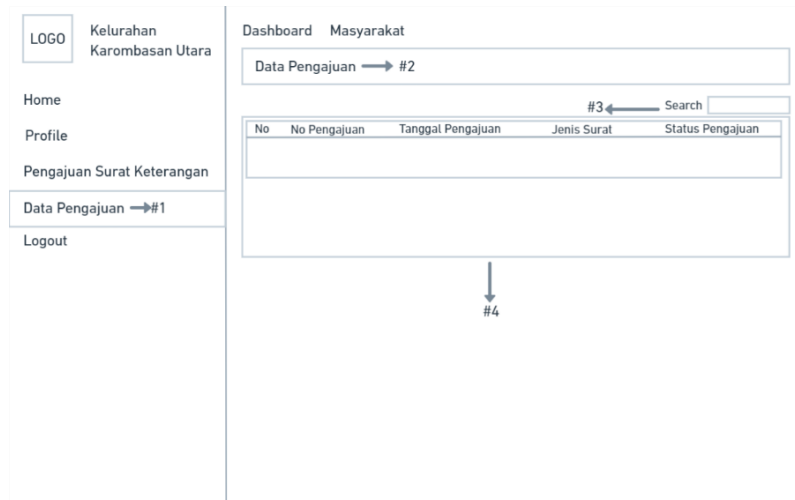 LOGO
Kelurahan
Karombasan Utara
Home
Profile
Pengajuan Surat Keterangan
Data Pengajuan #1
Logout
Dashboard Masyarakat
Data Pengajuan #2
#3 Search
No No Pengajuan Tanggal Pengajuan Jenis Surat Status Pengajuan
#4